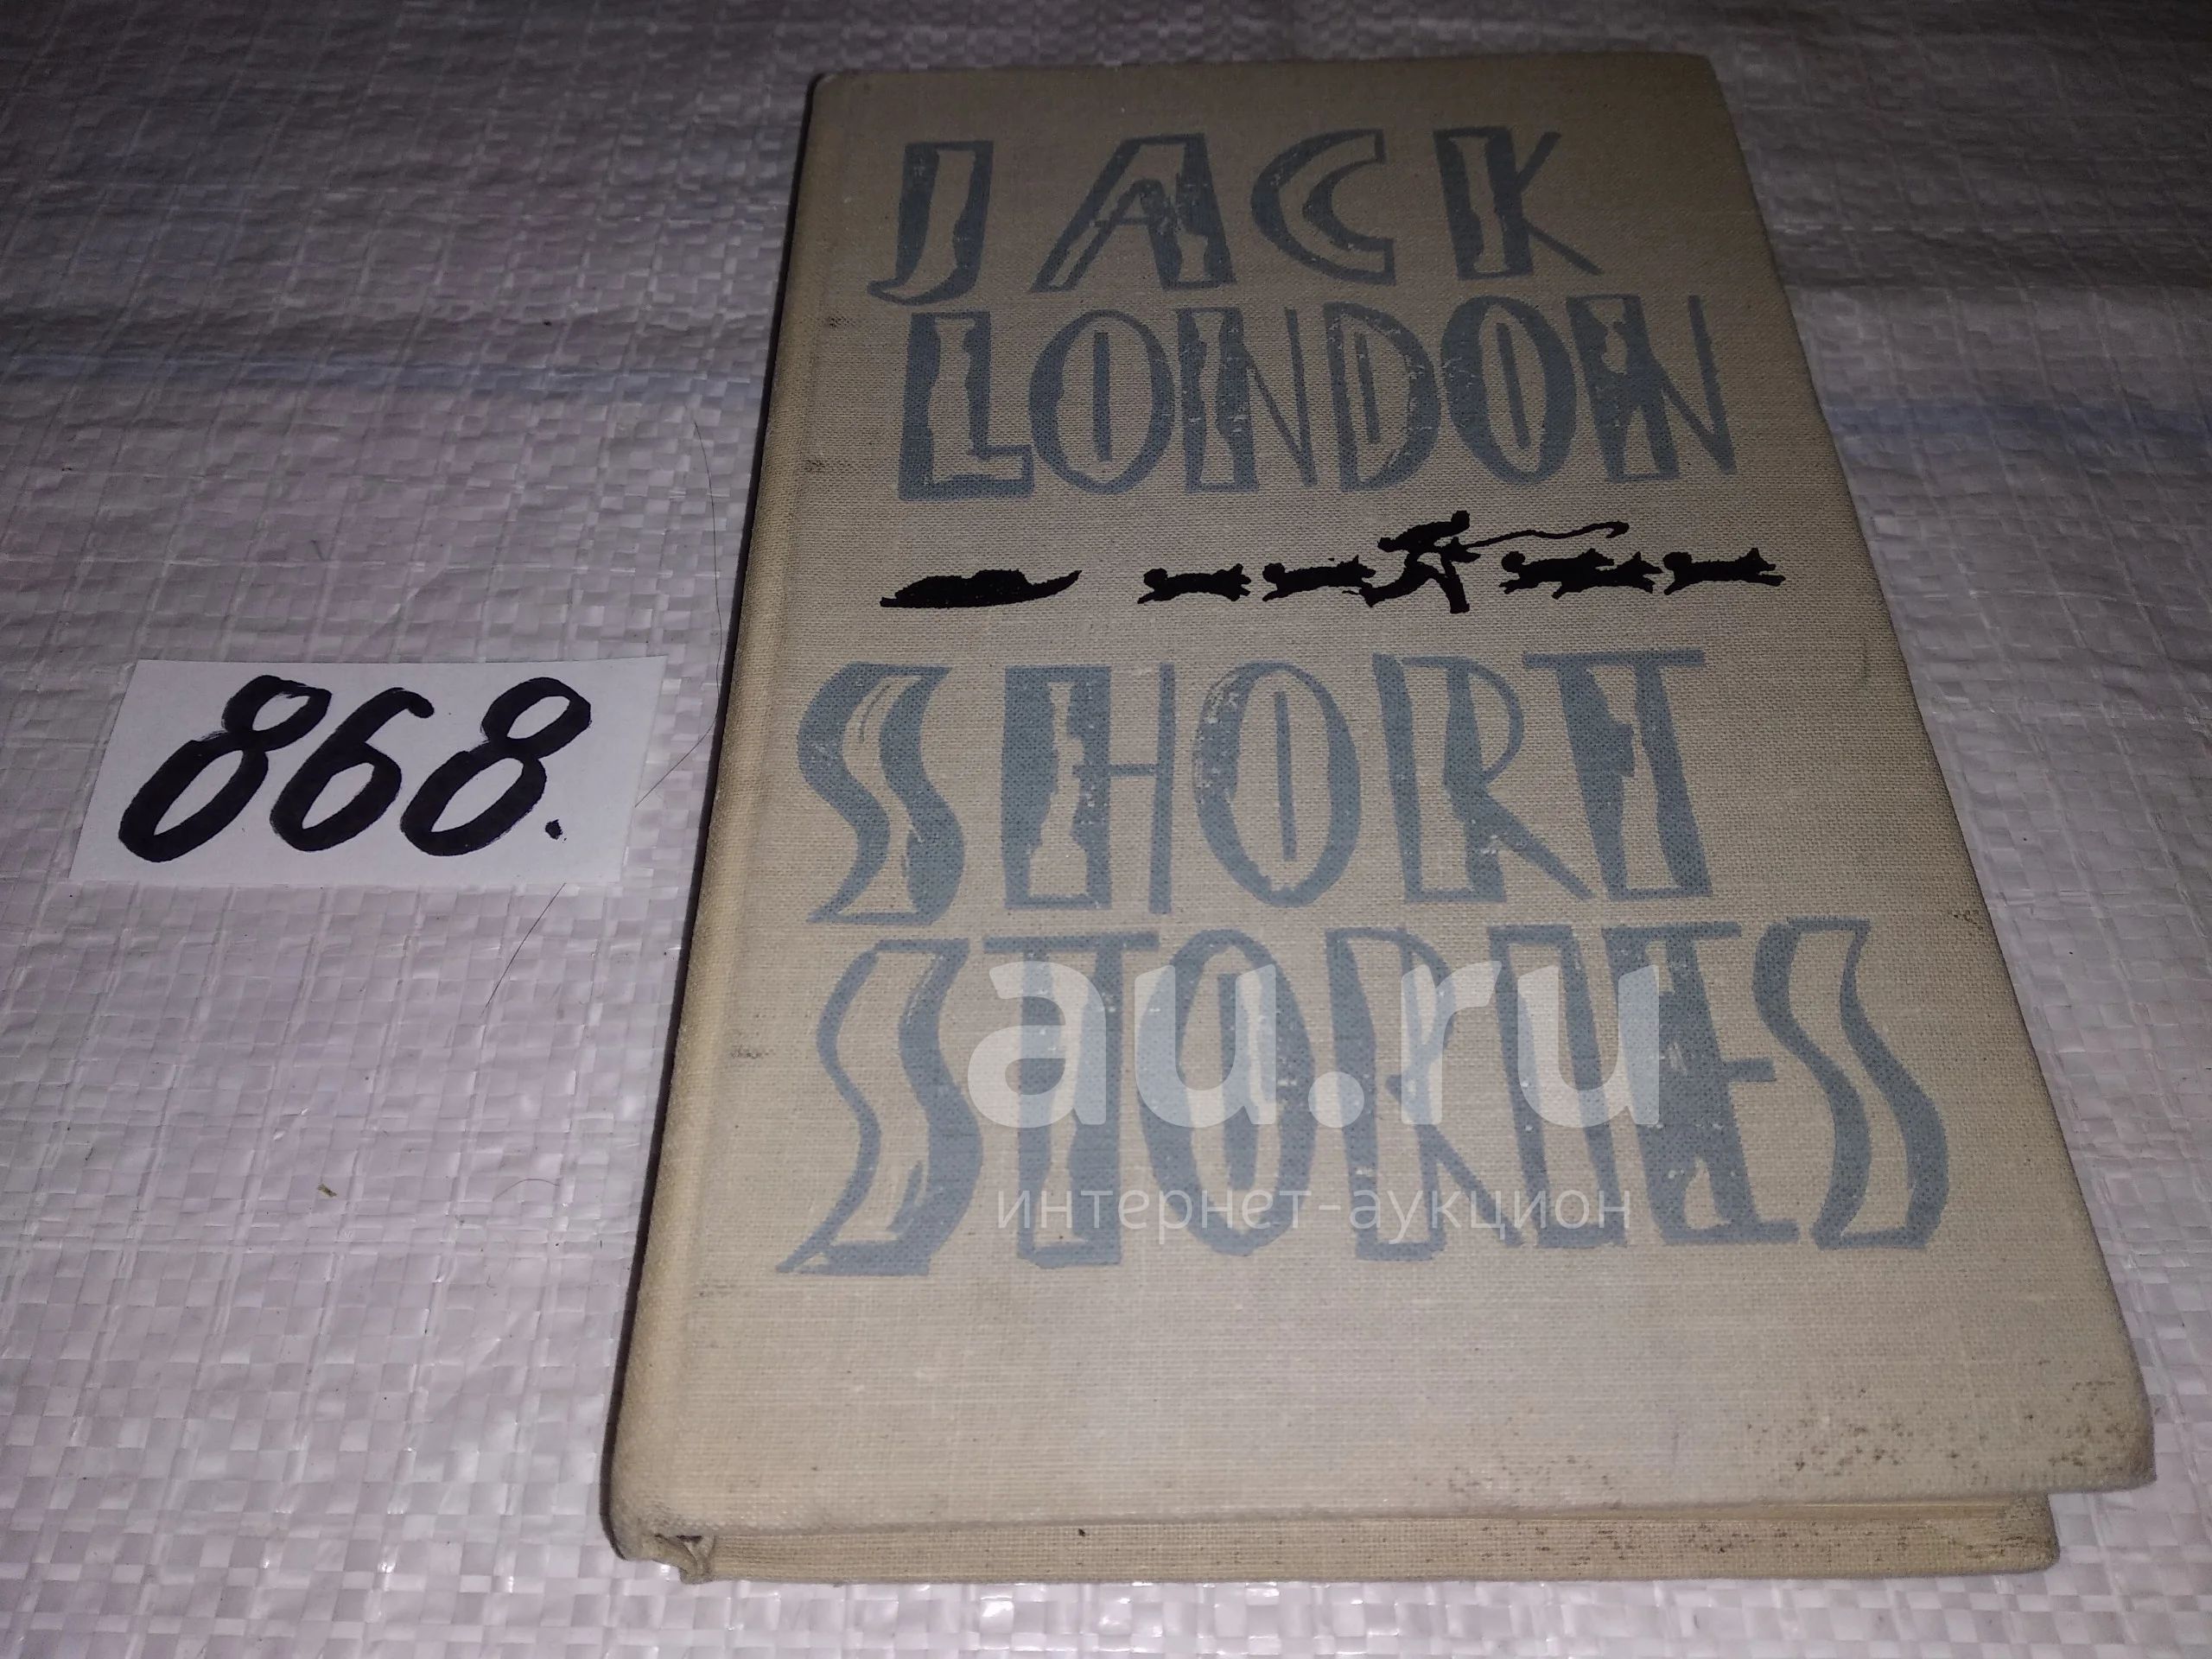 JACK
LONDON
868.
SHORT
STORIES
au.ru
интернет-аукцион